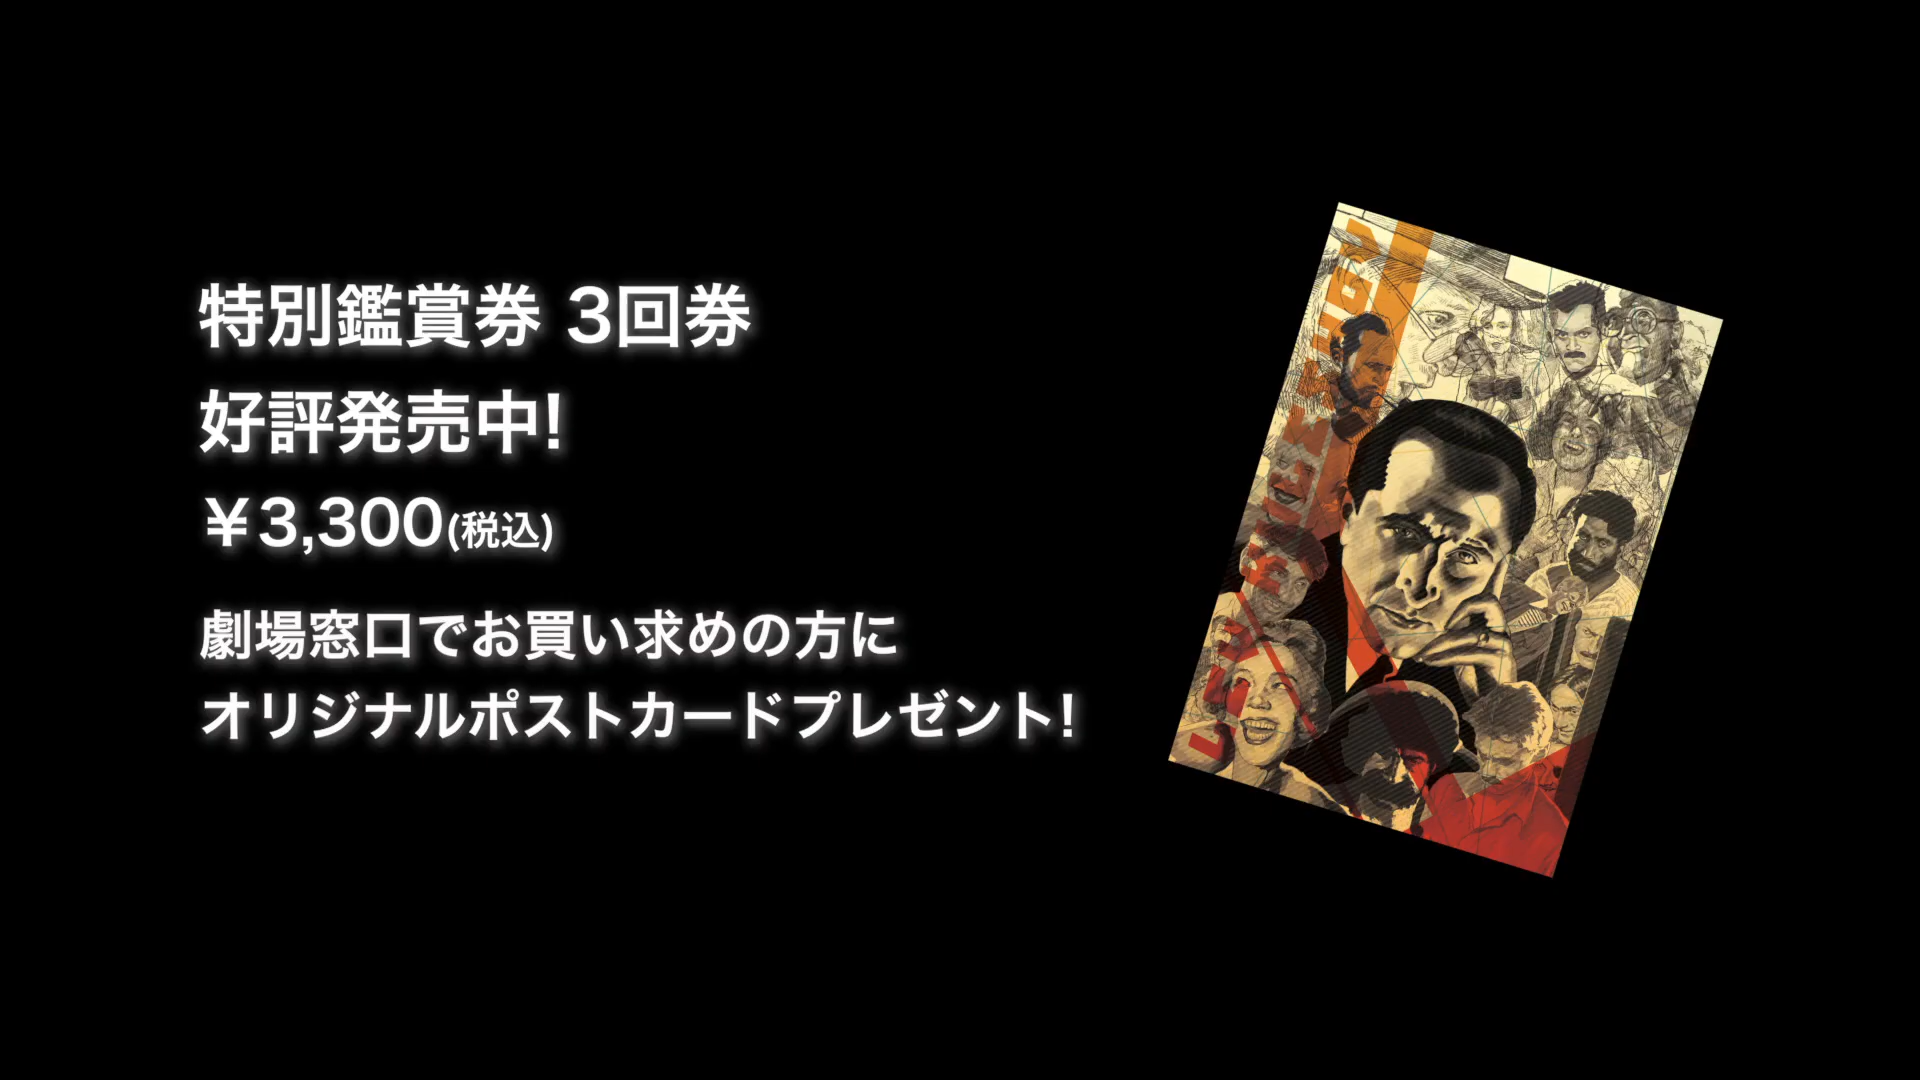 特別鑑賞券 3回券
好評発売中!
￥3,300(税込)
劇場窓口でお買い求めの方に
オリジナルポストカードプレゼント!